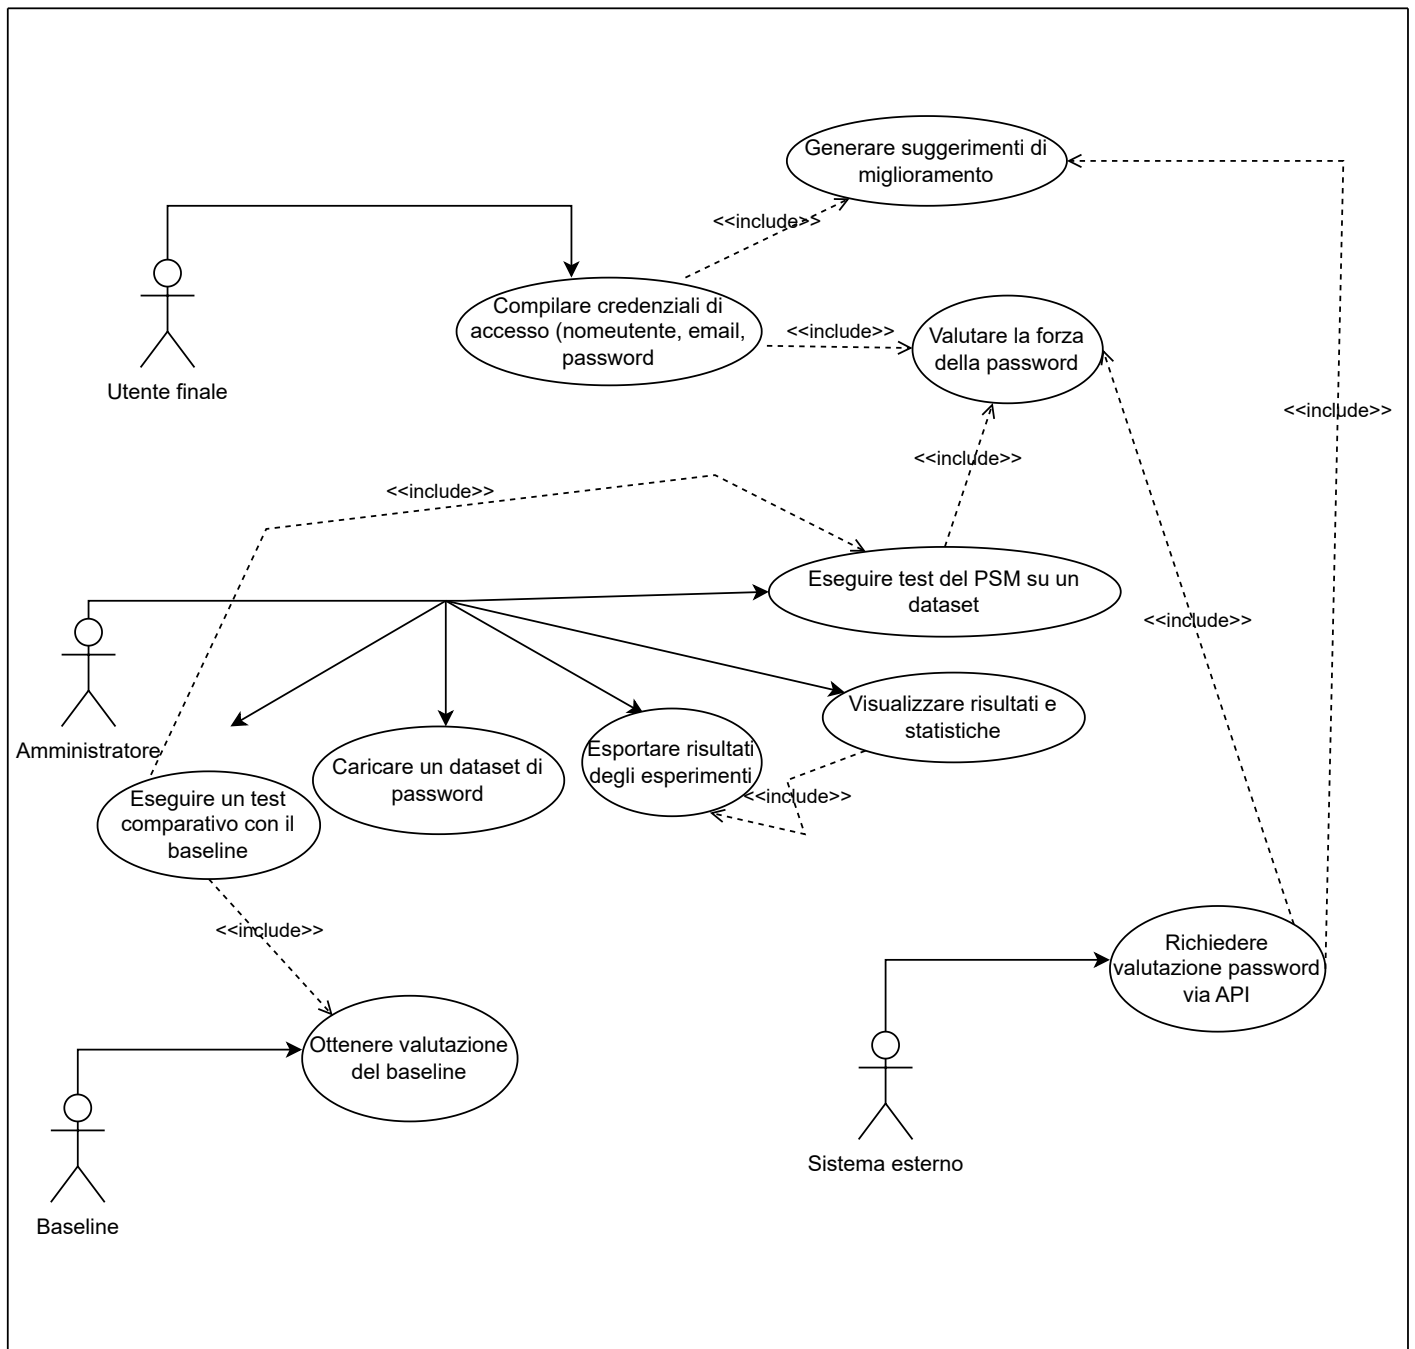 Generare suggerimenti di
miglioramento
<<include>>
Compilare credenziali di
accesso (nomeutente, email,
password
<<include>>
Valutare la forza
della password
Utente finale
<<include>>
<<include>>
<<include>>
Eseguire test del PSM su un
dataset
<<include>>
Visualizzare risultati e
statistiche
Amministratore
Esportare risultati
degli esperimenti
Caricare un dataset di
password
<<include>>
Eseguire un test
comparativo con il
baseline
<<include>>
Richiedere
valutazione password
via API
Ottenere valutazione
del baseline
Sistema esterno
Baseline